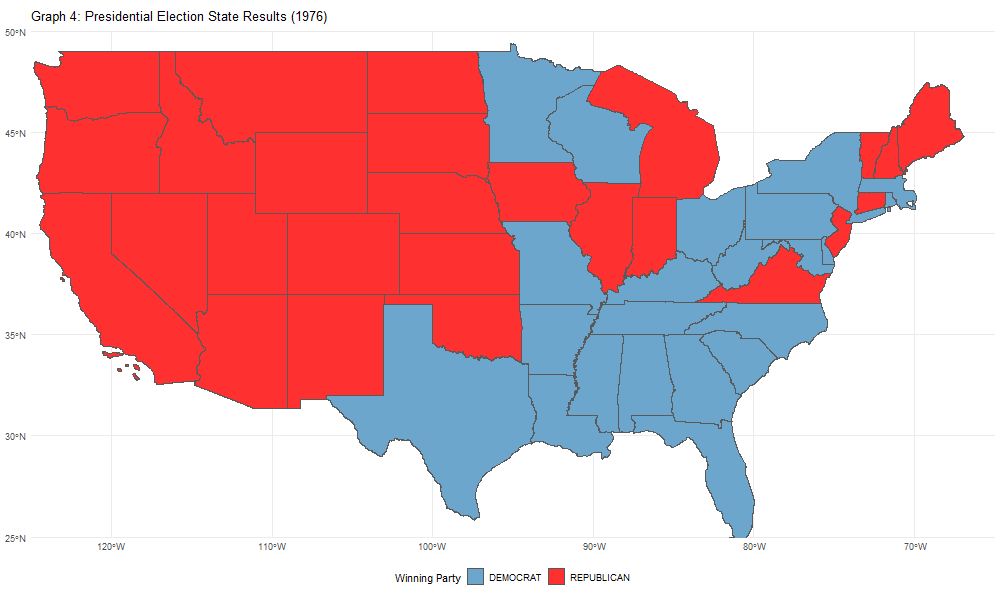 Graph 4: Presidential Election State Results (1976)
50°N
45°N
40°N
35°N
30°N
25°N
120°W 110°W 100°W 90°W 80°W 70°W
Winning Party DEMOCRAT REPUBLICAN